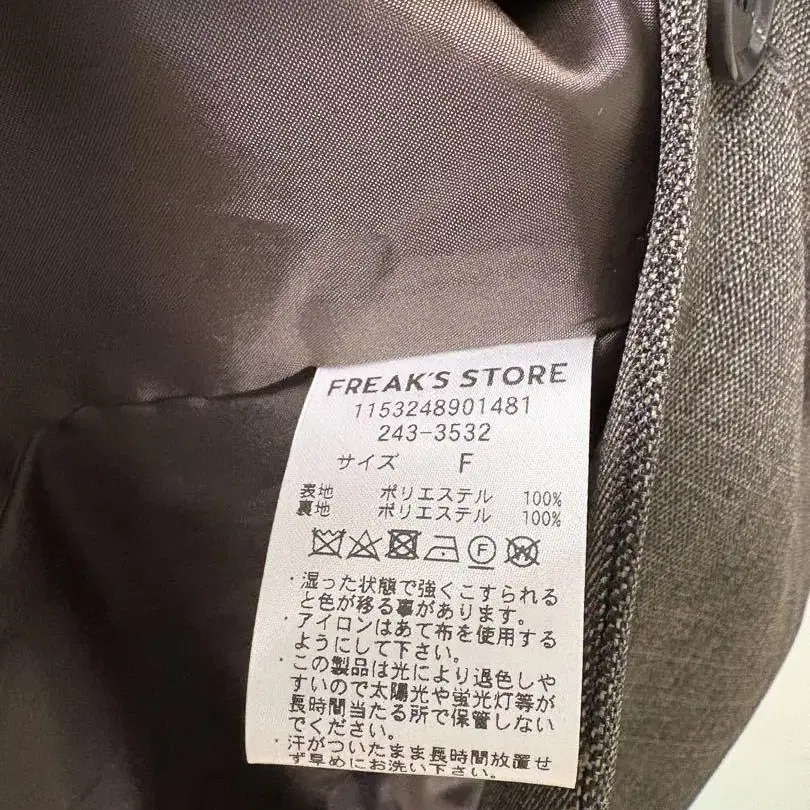 FREAK'S STORE
1153248901481
243-3532
サイズ F
表地 ポリエステル 100%
裏地 ポリエステル 100%
・湿った状態で強くこすられる
と色が移る事があります。
・アイロンはあて布を使用する
ようにして下さい。
・この製品は光により退色しや
すいので太陽光や蛍光灯等が
長時間当たる所で保管しない
でください。
・汗がついたまま長時間放置せ
ず早めにお洗い下さい。